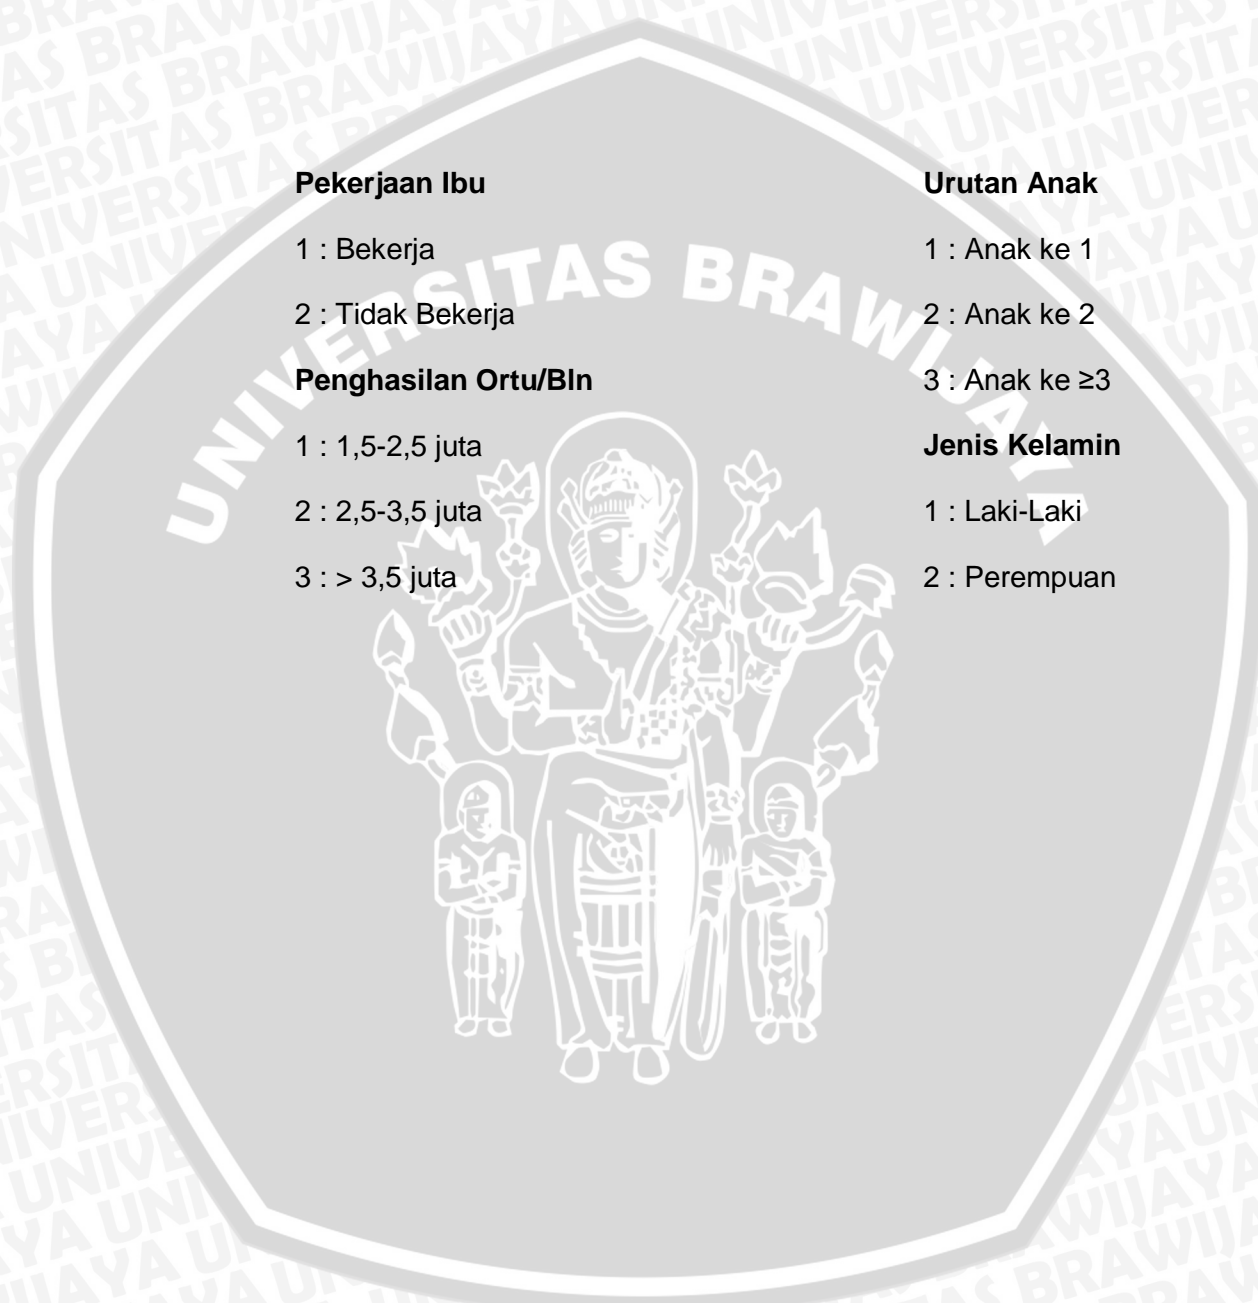 Pekerjaan Ibu
1 : Bekerja
2 : Tidak Bekerja
Penghasilan Ortu/Bln
1 : 1,5-2,5 juta
2 : 2,5-3,5 juta
3 : > 3,5 juta
Urutan Anak
1 : Anak ke 1
2 : Anak ke 2
3 : Anak ke ≥3
Jenis Kelamin
1 : Laki-Laki
2 : Perempuan
UNIVERSITAS BRAWIJAYA